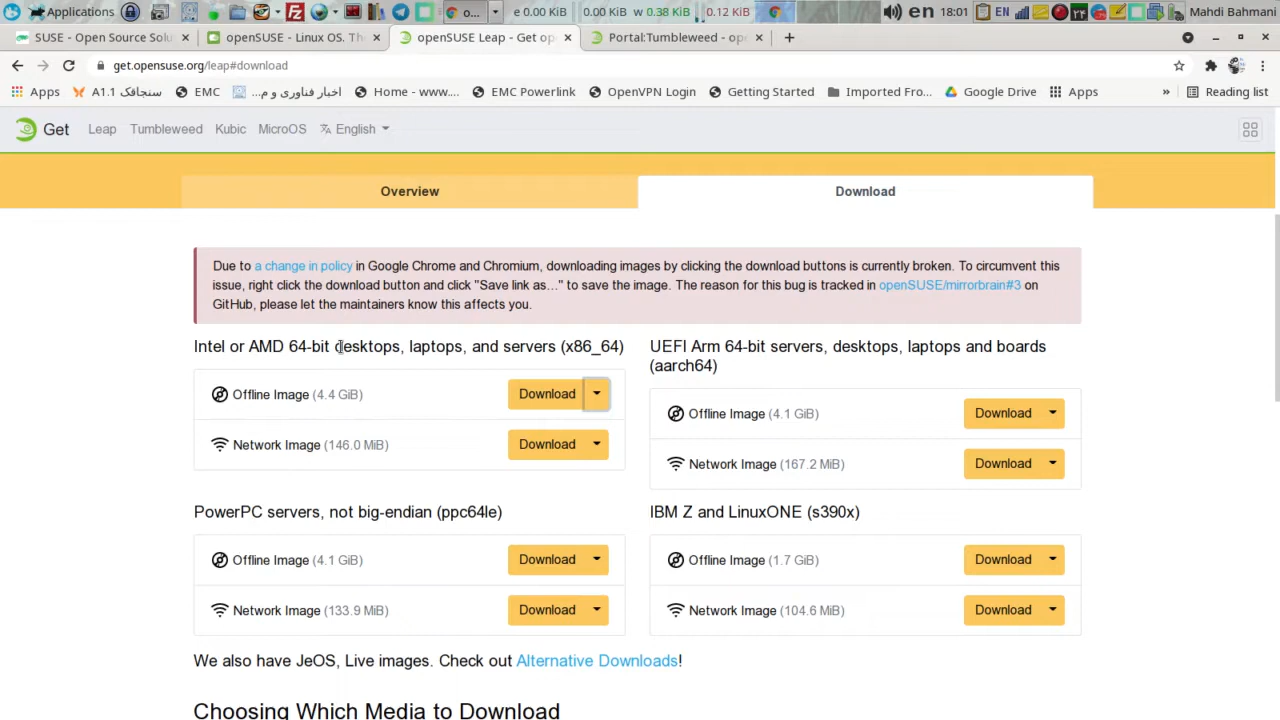 Applications
o...
e 0.00 KiB
0.00 KiB w 0.38 KiB
0.12 KiB
en 18:01
EN
Mahdi Bahmani
SUSE - Open Source Solu
openSUSE - Linux OS. The
openSUSE Leap - Get op
Portal:Tumbleweed - ope
get.opensuse.org/leap#download
Apps
سنجافک A1.1
EMC
اخبار فناوری و م...
Home - www....
EMC Powerlink
OpenVPN Login
Getting Started
Imported Fro...
Google Drive
Apps
»
Reading list
Get Leap Tumbleweed Kubic MicroOS English
Overview
Download
Due to a change in policy in Google Chrome and Chromium, downloading images by clicking the download buttons is currently broken. To circumvent this
issue, right click the download button and click "Save link as..." to save the image. The reason for this bug is tracked in openSUSE/mirrorbrain#3 on
GitHub, please let the maintainers know this affects you.
Intel or AMD 64-bit desktops, laptops, and servers (x86_64)
Offline Image (4.4 GiB) Download
Network Image (146.0 MiB) Download
UEFI Arm 64-bit servers, desktops, laptops and boards
(aarch64)
Offline Image (4.1 GiB) Download
Network Image (167.2 MiB) Download
PowerPC servers, not big-endian (ppc64le)
Offline Image (4.1 GiB) Download
Network Image (133.9 MiB) Download
IBM Z and LinuxONE (s390x)
Offline Image (1.7 GiB) Download
Network Image (104.6 MiB) Download
We also have JeOS, Live images. Check out Alternative Downloads!
Choosing Which Media to Download